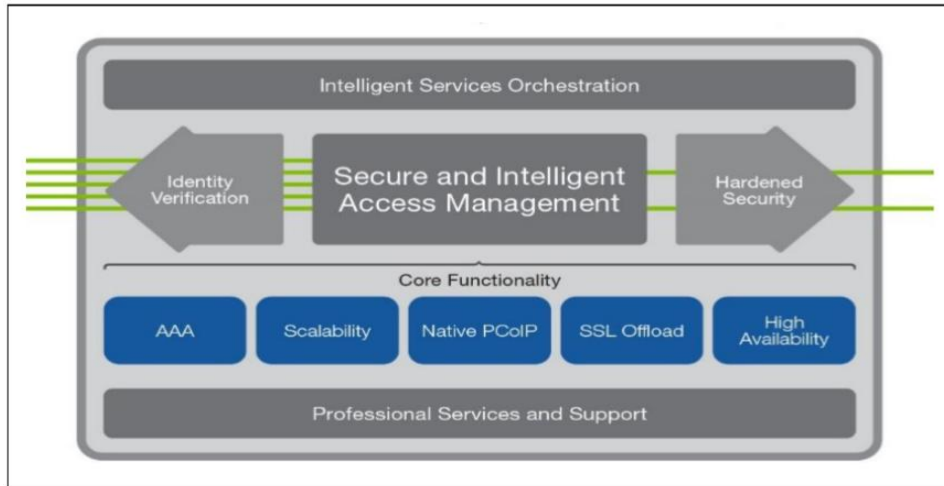 Intelligent Services Orchestration
Identity
Verification
Secure and Intelligent
Access Management
Hardened
Security
Core Functionality
AAA
Scalability
Native PCoIP
SSL Offload
High
Availability
Professional Services and Support